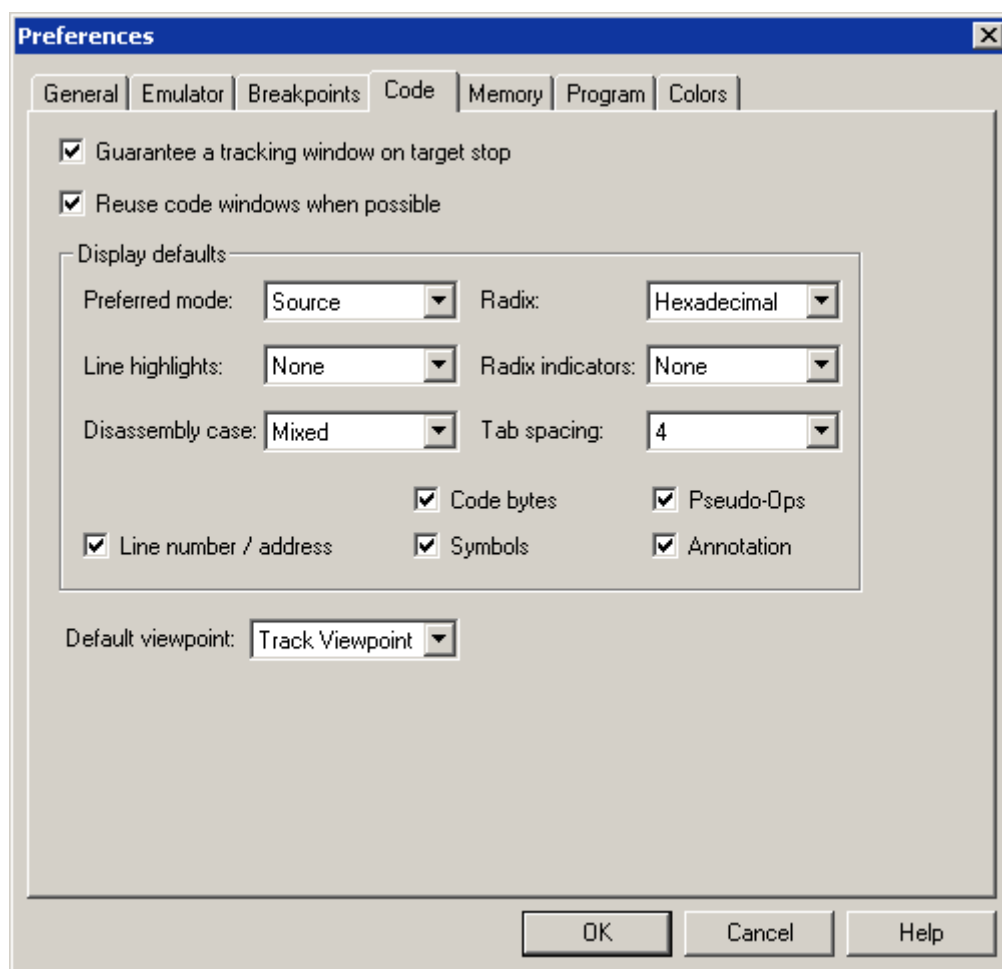 Preferences
General Emulator Breakpoints Code Memory Program Colors
Guarantee a tracking window on target stop
Reuse code windows when possible
Display defaults
Preferred mode: Source Radix: Hexadecimal
Line highlights: None Radix indicators: None
Disassembly case: Mixed Tab spacing: 4
Code bytes Pseudo-Ops
Line number / address Symbols Annotation
Default viewpoint: Track Viewpoint
OK Cancel Help